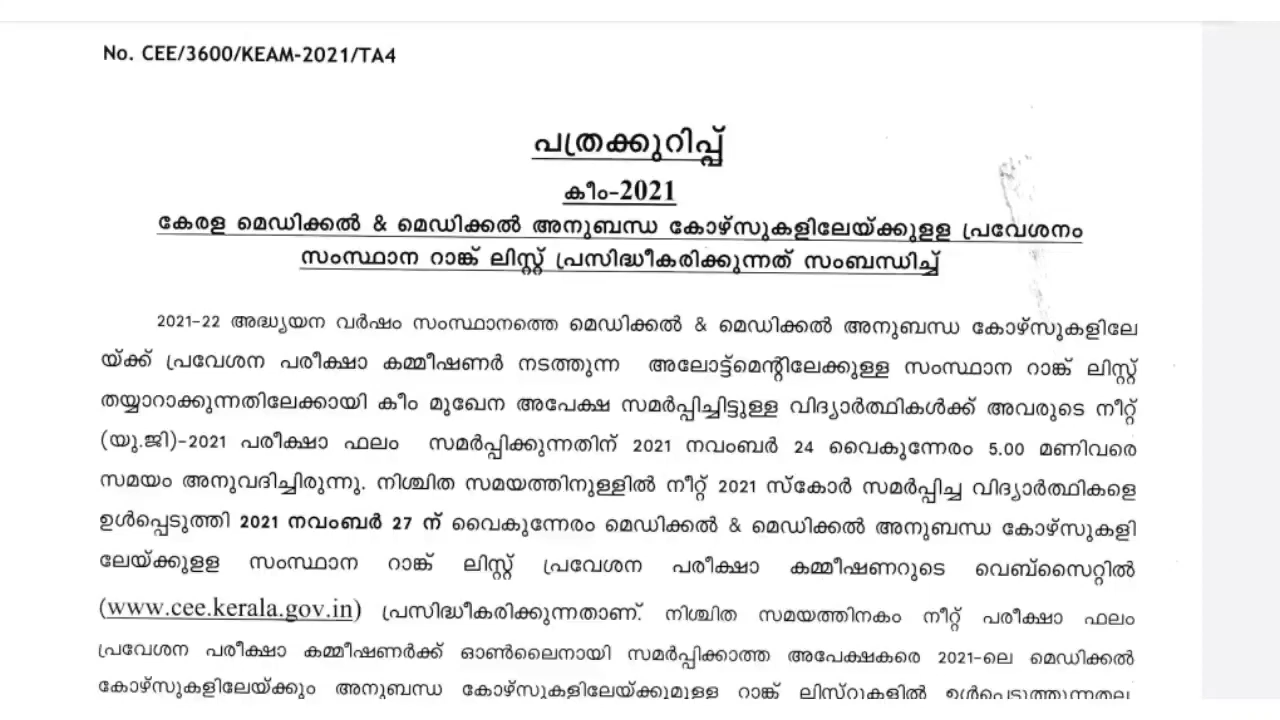 No. CEE/3600/KEAM-2021/TA4
പത്രക്കുറിപ്പ്
കീം-2021
കേരള മെഡിക്കൽ & മെഡിക്കൽ അനുബന്ധ കോഴ്സുകളിലേയ്ക്കുളള പ്രവേശനം
സംസ്ഥാന റാങ്ക് ലിസ്റ്റ് പ്രസിദ്ധീകരിക്കുന്നത് സംബന്ധിച്ച്
2021-22 അദ്ധ്യയന വർഷം സംസ്ഥാനത്തെ മെഡിക്കൽ & മെഡിക്കൽ അനുബന്ധ കോഴ്സുകളിലേ
യ്ക്ക് പ്രവേശന പരീക്ഷാ കമ്മീഷണർ നടത്തുന്ന അലോട്ട്മെന്റിലേക്കുള്ള സംസ്ഥാന റാങ്ക് ലിസ്റ്റ്
തയ്യാറാക്കുന്നതിലേക്കായി കീം മുഖേന അപേക്ഷ സമർപ്പിച്ചിട്ടുള്ള വിദ്യാർത്ഥികൾക്ക് അവരുടെ നീറ്റ്
(യു.ജി)-2021 പരീക്ഷാ ഫലം സമർപ്പിക്കുന്നതിന് 2021 നവംബർ 24 വൈകുന്നേരം 5.00 മണിവരെ
സമയം അനുവദിച്ചിരുന്നു. നിശ്ചിത സമയത്തിനുള്ളിൽ നീറ്റ് 2021 സ്കോർ സമർപ്പിച്ച വിദ്യാർത്ഥികളെ
ഉൾപ്പെടുത്തി 2021 നവംബർ 27 ന് വൈകുന്നേരം മെഡിക്കൽ & മെഡിക്കൽ അനുബന്ധ കോഴ്സുകളി
ലേയ്ക്കുളള സംസ്ഥാന റാങ്ക് ലിസ്റ്റ് പ്രവേശന പരീക്ഷാ കമ്മീഷണറുടെ വെബ്സൈറ്റിൽ
(www.cee.kerala.gov.in) പ്രസിദ്ധീകരിക്കുന്നതാണ്. നിശ്ചിത സമയത്തിനകം നീറ്റ് പരീക്ഷാ ഫലം
പ്രവേശന പരീക്ഷാ കമ്മീഷണർക്ക് ഓൺലൈനായി സമർപ്പിക്കാത്ത അപേക്ഷകരെ 2021-ലെ മെഡിക്കൽ
കോഴ്സുകളിലേയ്ക്കും അനുബന്ധ കോഴ്സുകളിലേയ്ക്കുമുളള റാങ്ക് ലിസ്റ്റുകളിൽ ഉൾപ്പെടുത്തുന്നതല്ല